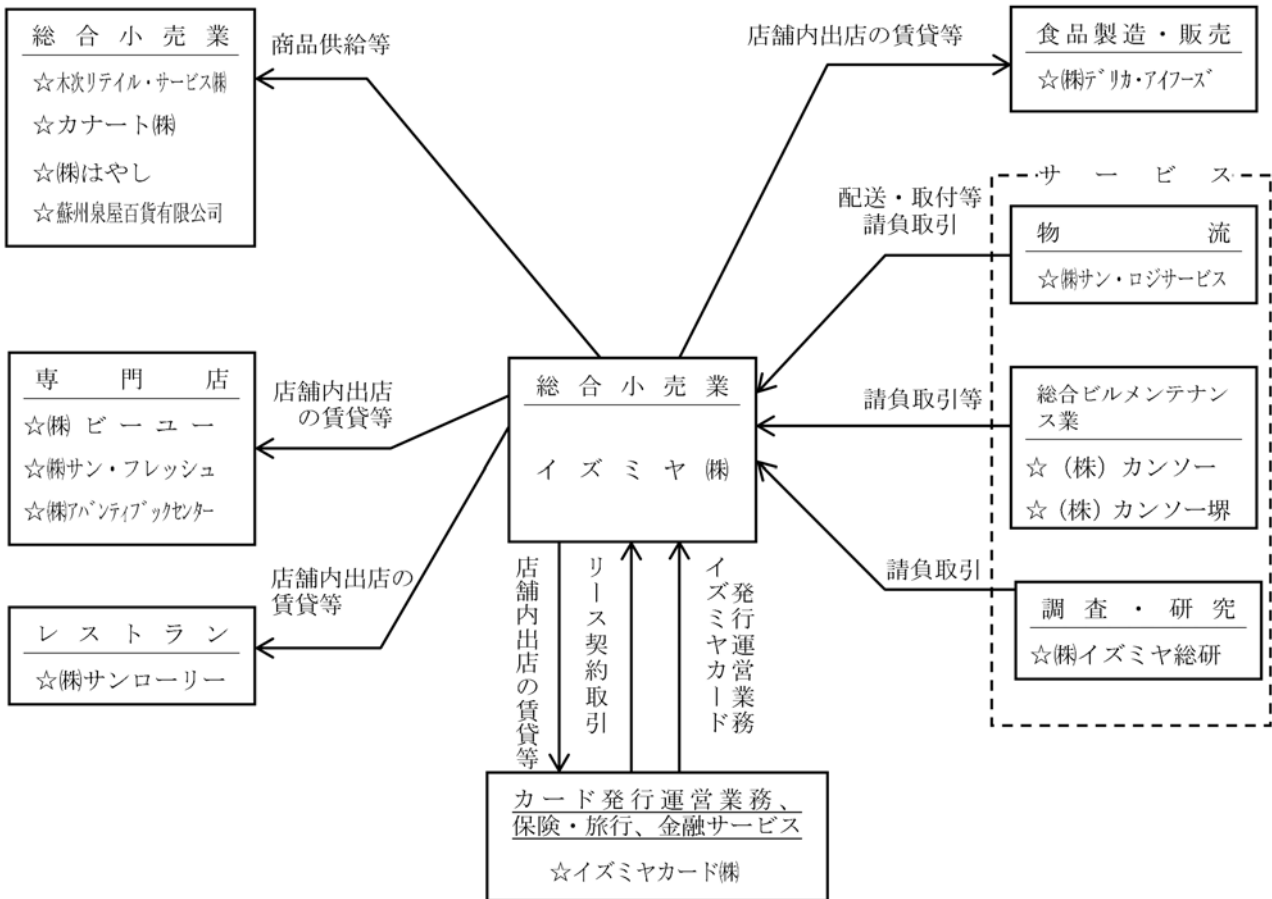 総合小売業
☆木次リテイル・サービス㈱
☆カナート㈱
☆㈱はやし
☆蘇州泉屋百貨有限公司
商品供給等
店舗内出店の賃貸等
食品製造・販売
☆㈱デリカ・アイフーズ
サービス
配送・取付等
請負取引
物流
☆㈱サン・ロジサービス
専門店
☆㈱ビーユー
☆㈱サン・フレッシュ
☆㈱アバンティブックセンター
店舗内出店
の賃貸等
総合小売業
イズミヤ㈱
請負取引等
総合ビルメンテナン
ス業
☆（株）カンソー
☆（株）カンソー堺
店舗内出店の
賃貸等
レストラン
☆㈱サンローリー
請負取引
調査・研究
☆㈱イズミヤ総研
店舗内出店の賃貸等
リース契約取引
イズミヤカード
発行運営業務
カード発行運営業務、
保険・旅行、金融サービス
☆イズミヤカード㈱